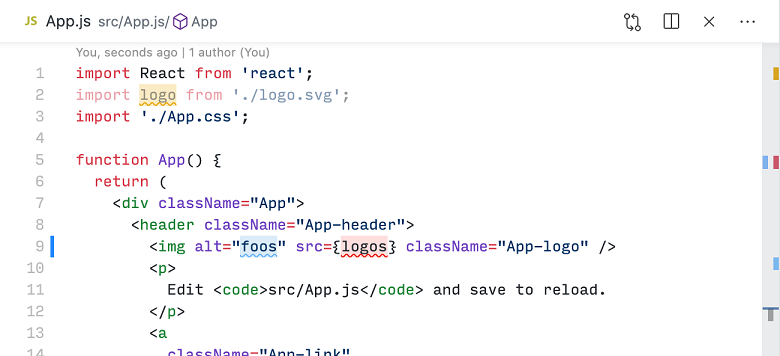 JS App.js src/App.js/ App
You, seconds ago | 1 author (You)
1 import React from 'react';
2 import logo from './logo.svg';
3 import './App.css';
4
5 function App() {
6 return (
7 <div className="App">
8 <header className="App-header">
9 <img alt="foos" src={logos} className="App-logo" />
10 <p>
11 Edit <code>src/App.js</code> and save to reload.
12 </p>
13 <a
14 className="App-link"